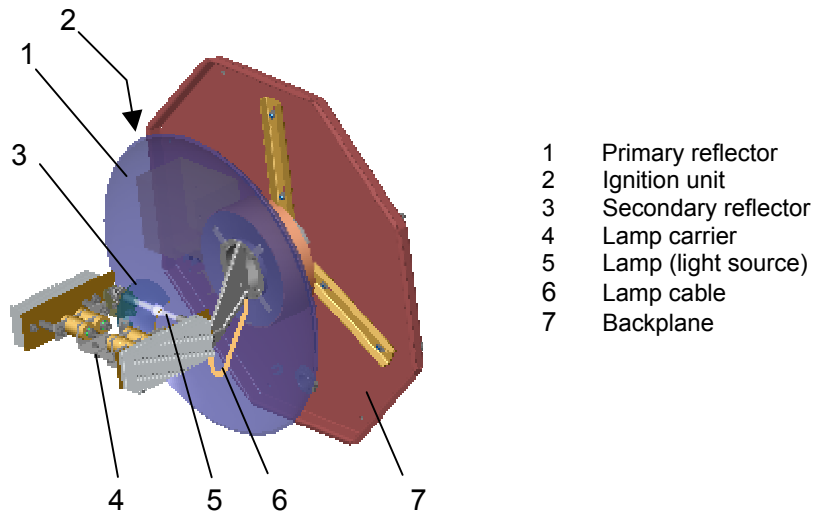 2
1
3
4
5
6
7
1 Primary reflector
2 Ignition unit
3 Secondary reflector
4 Lamp carrier
5 Lamp (light source)
6 Lamp cable
7 Backplane